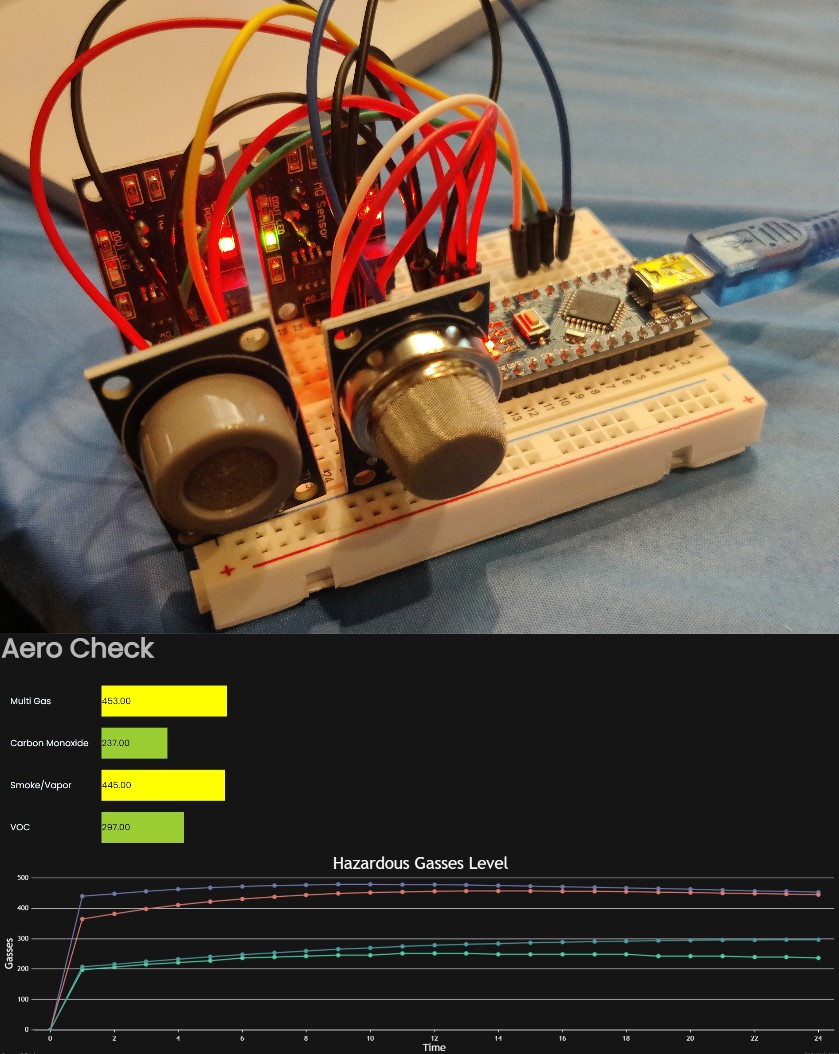 MQ Sensor
Aero Check
Multi Gas 453.00
Carbon Monoxide 237.00
Smoke/Vapor 445.00
VOC 297.00
Hazardous Gasses Level
500
400
300
200
100
0
Gasses
0 2 4 6 8 10 12 14 16 18 20 22 24
Time